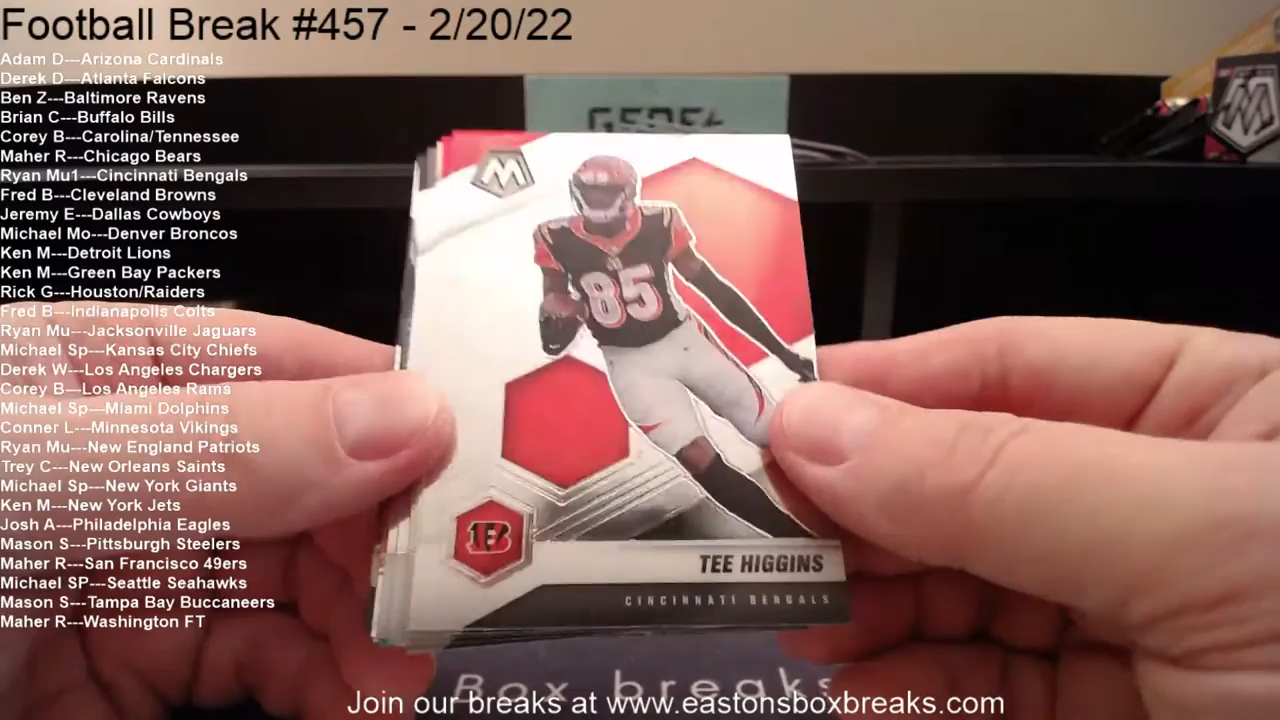 Football Break #457 - 2/20/22
Adam D---Arizona Cardinals
Derek D---Atlanta Falcons
Ben Z---Baltimore Ravens
Brian C---Buffalo Bills
Corey B---Carolina/Tennessee
Maher R---Chicago Bears
Ryan Mu1---Cincinnati Bengals
Fred B---Cleveland Browns
Jeremy E---Dallas Cowboys
Michael Mo---Denver Broncos
Ken M---Detroit Lions
Ken M---Green Bay Packers
Rick G---Houston/Raiders
Fred B---Indianapolis Colts
Ryan Mu---Jacksonville Jaguars
Michael Sp---Kansas City Chiefs
Derek W---Los Angeles Chargers
Corey B---Los Angeles Rams
Michael Sp---Miami Dolphins
Conner L---Minnesota Vikings
Ryan Mu---New England Patriots
Trey C---New Orleans Saints
Michael Sp---New York Giants
Ken M---New York Jets
Josh A---Philadelphia Eagles
Mason S---Pittsburgh Steelers
Maher R---San Francisco 49ers
Michael SP---Seattle Seahawks
Mason S---Tampa Bay Buccaneers
Maher R---Washington FT
M
85
B
TEE HIGGINS
CINCINNATI BENGALS
Box breaks
Join our breaks at www.eastonsboxbreaks.com